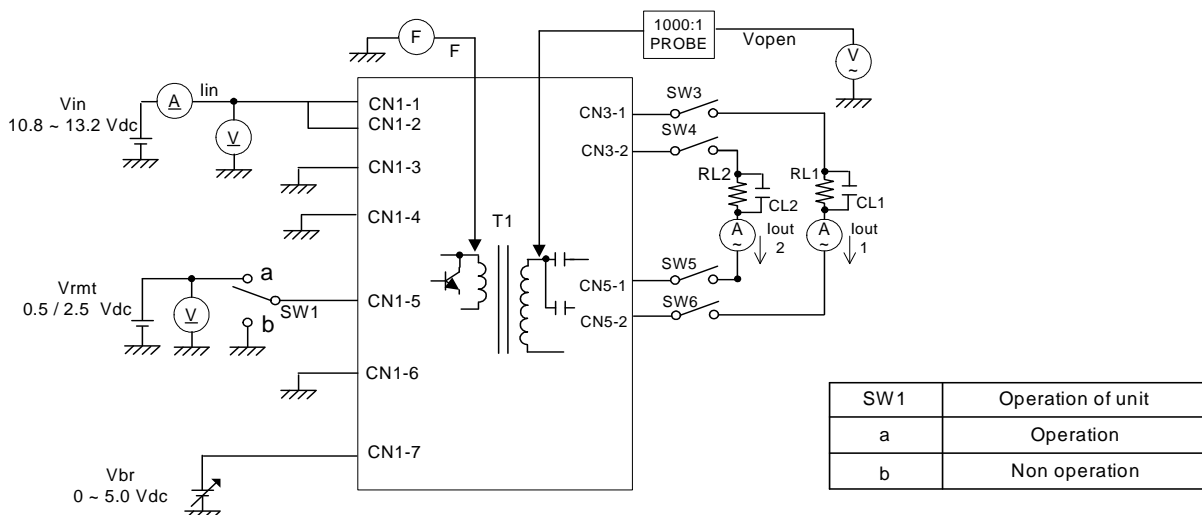 F
F
1000:1
PROBE
Vopen
V
~
Vin
10.8 ~ 13.2 Vdc
A
Iin
V
CN1-1
CN1-2
CN1-3
CN1-4
T1
CN3-1
SW3
CN3-2
SW4
RL2
CL2
RL1
CL1
A
~
Iout
2
A
~
Iout
1
Vrmt
0.5 / 2.5 Vdc
V
a
b
SW1
CN1-5
CN5-1
SW5
CN5-2
SW6
CN1-6
CN1-7
Vbr
0 ~ 5.0 Vdc
SW1 Operation of unit
a Operation
b Non operation